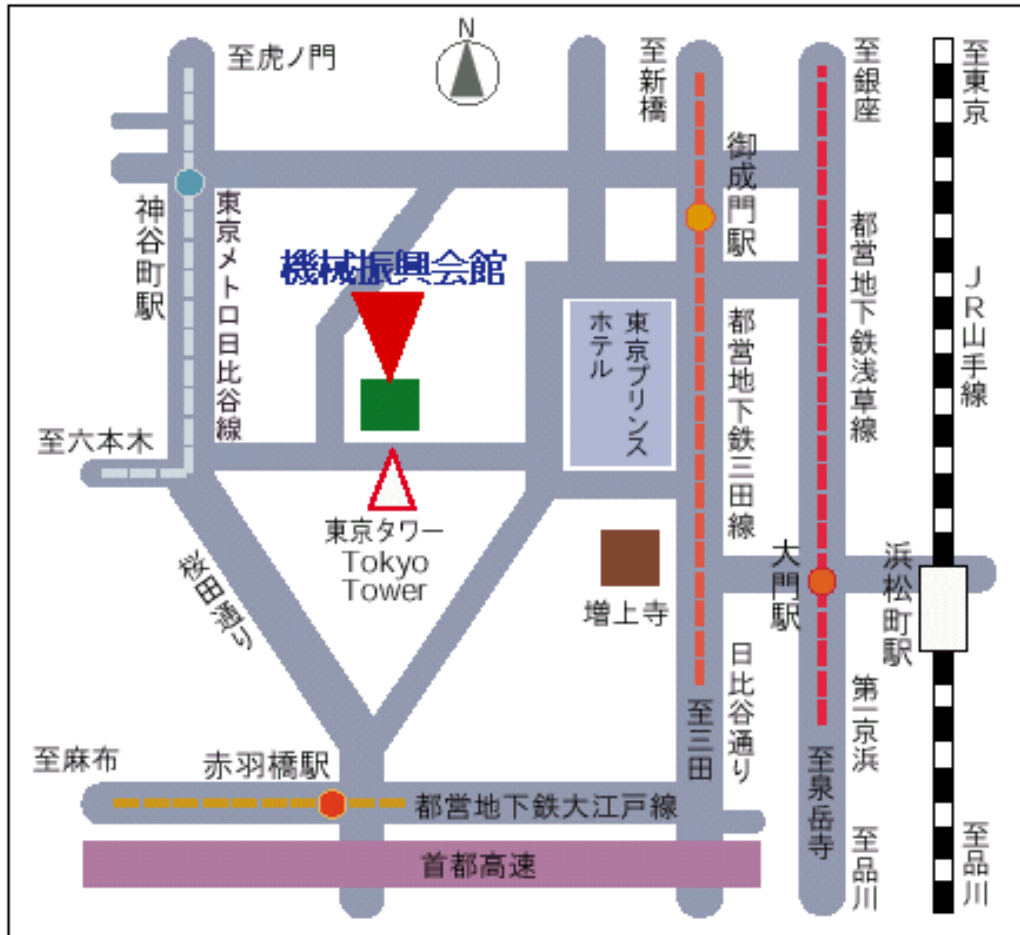 N
至虎ノ門
至新橋
至銀座
至東京
御成門駅
神谷町駅
東京メトロ日比谷線
機械振興会館
都営地下鉄浅草線
JR山手線
東京プリンス
ホテル
都営地下鉄三田線
至六本木
東京タワー
Tokyo
Tower
桜田通り
増上寺
大門駅
浜松町駅
日比谷通り
至三田
第一京浜
至泉岳寺
至麻布
赤羽橋駅
都営地下鉄大江戸線
首都高速
至品川
至品川